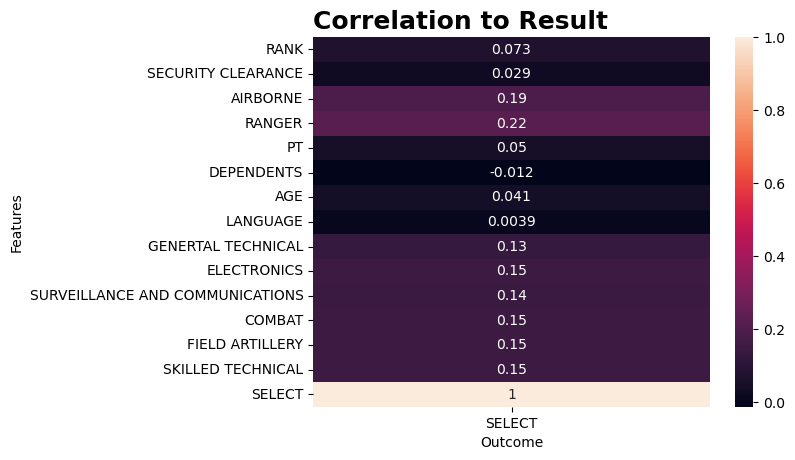 Correlation to Result
RANK 0.073
SECURITY CLEARANCE 0.029
AIRBORNE 0.19
RANGER 0.22
PT 0.05
DEPENDENTS -0.012
AGE 0.041
LANGUAGE 0.0039
GENERTAL TECHNICAL 0.13
ELECTRONICS 0.15
SURVEILLANCE AND COMMUNICATIONS 0.14
COMBAT 0.15
FIELD ARTILLERY 0.15
SKILLED TECHNICAL 0.15
SELECT 1
Features
SELECT
Outcome
1.0
0.8
0.6
0.4
0.2
0.0